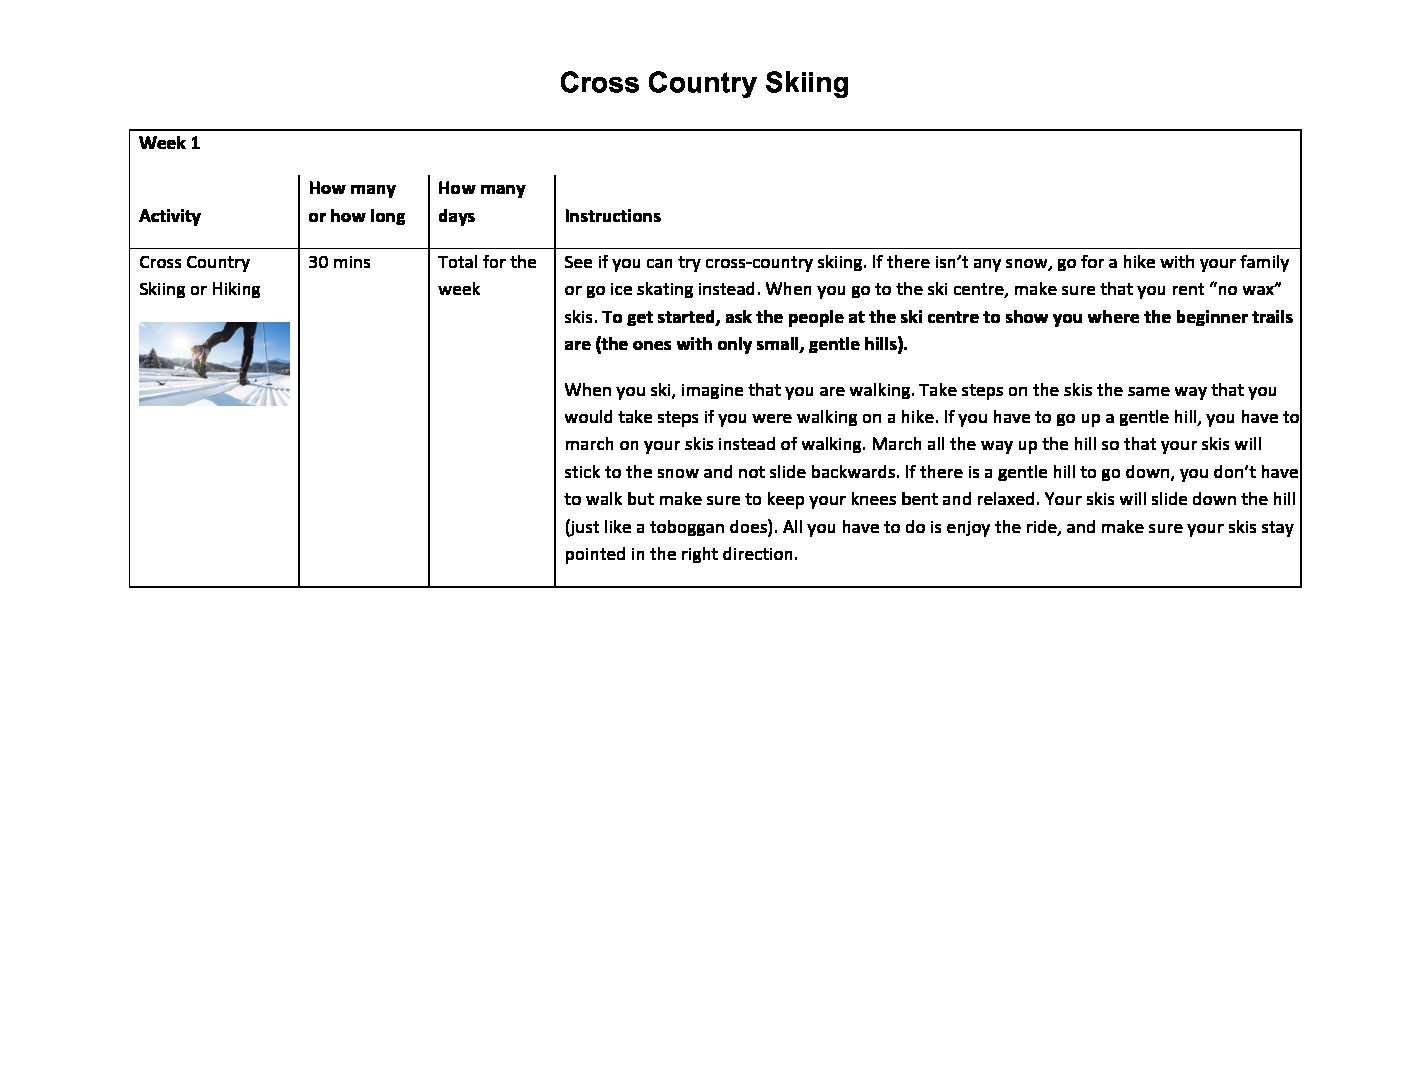 Cross Country Skiing
Week 1
Activity
How many
or how long
How many
days
Instructions
Cross Country
Skiing or Hiking
30 mins
Total for the
week
See if you can try cross-country skiing. If there isn’t any snow, go for a hike with your family
or go ice skating instead. When you go to the ski centre, make sure that you rent “no wax”
skis. To get started, ask the people at the ski centre to show you where the beginner trails
are (the ones with only small, gentle hills).
When you ski, imagine that you are walking. Take steps on the skis the same way that you
would take steps if you were walking on a hike. If you have to go up a gentle hill, you have to
march on your skis instead of walking. March all the way up the hill so that your skis will
stick to the snow and not slide backwards. If there is a gentle hill to go down, you don’t have
to walk but make sure to keep your knees bent and relaxed. Your skis will slide down the hill
(just like a toboggan does). All you have to do is enjoy the ride, and make sure your skis stay
pointed in the right direction.